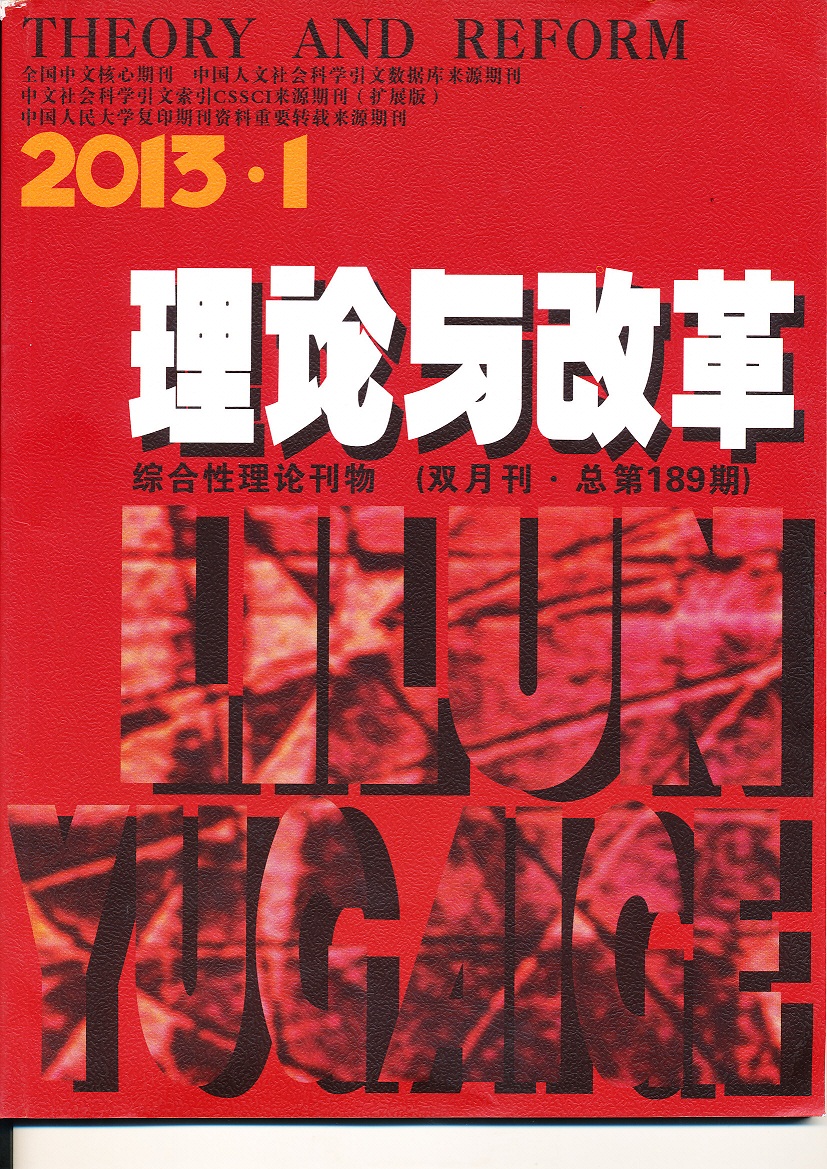 THEORY AND REFORM
全国中文核心期刊 中国人文社会科学引文数据库来源期刊
中文社会科学引文索引CSSCI来源期刊（扩展版）
中国人民大学复印期刊资料重要转载来源期刊
2013·1
理论与改革
综合性理论刊物 (双月刊·总第189期)
LILUN
YUGAIGE